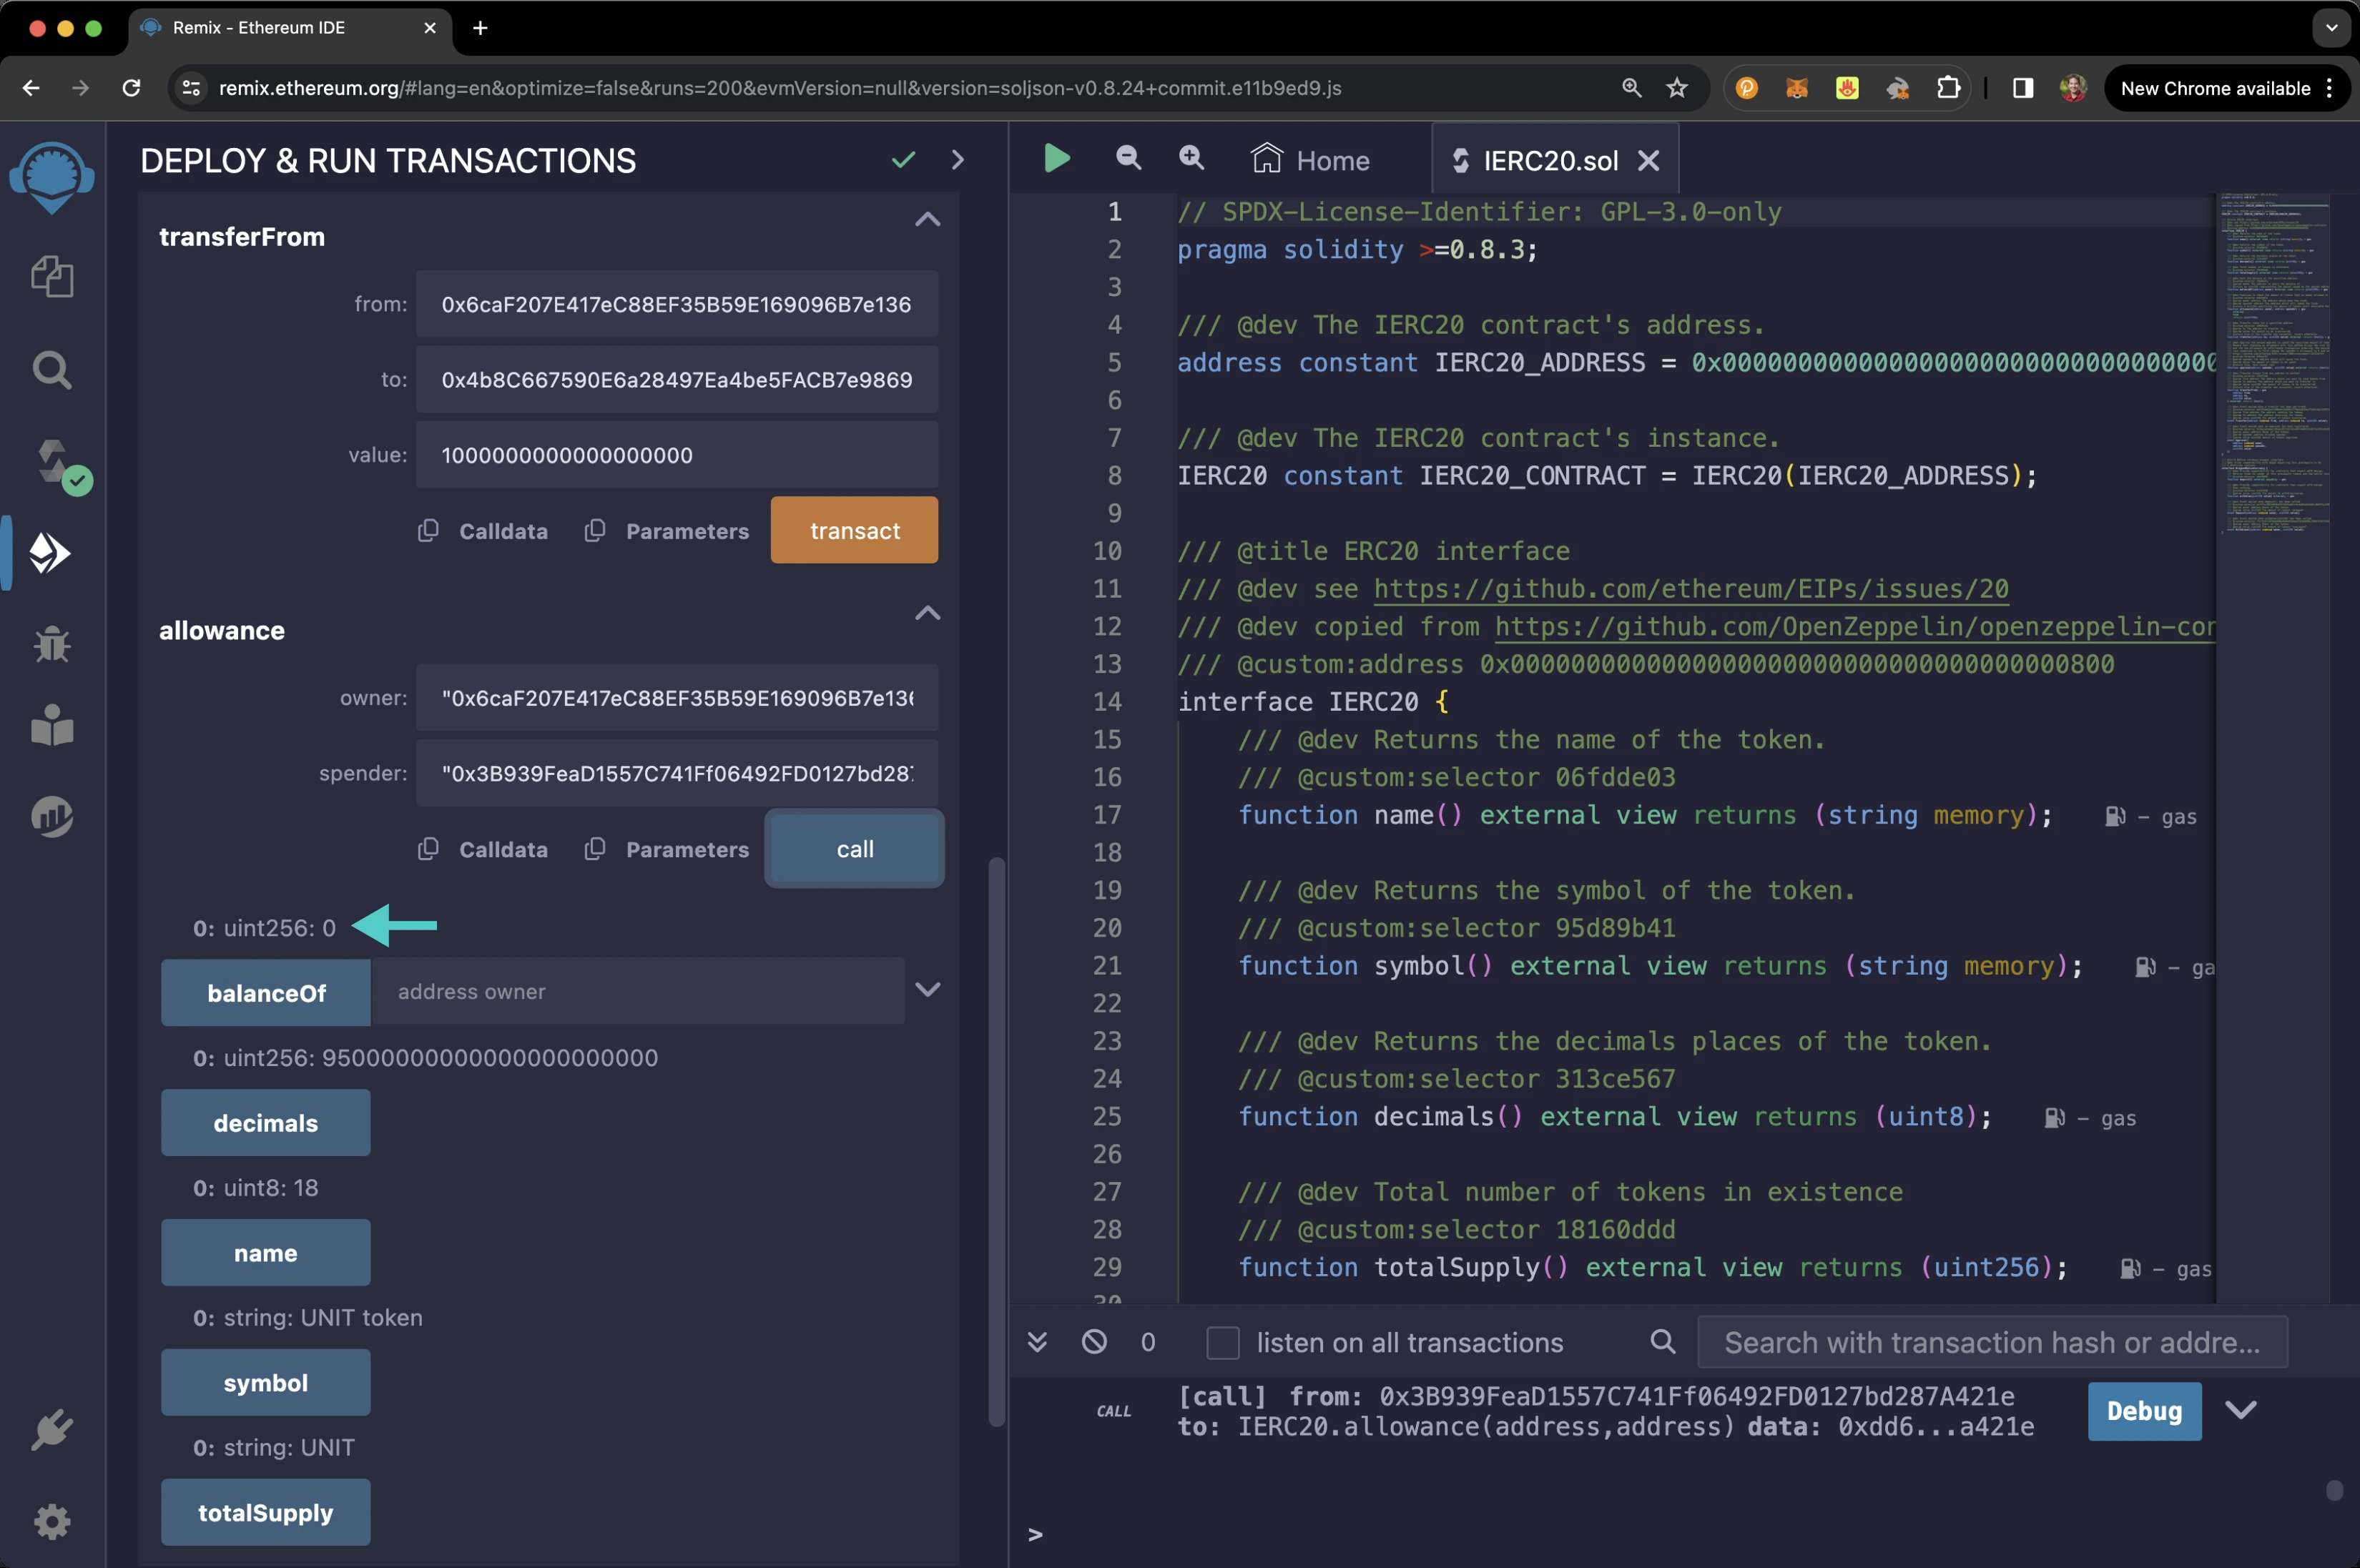 Remix - Ethereum IDE
remix.ethereum.org/#lang=en&optimize=false&runs=200&evmVersion=null&version=soljson-v0.8.24+commit.e11b9ed9.js
New Chrome available
DEPLOY & RUN TRANSACTIONS
transferFrom
from: 0x6caF207E417eC88EF35B59E169096B7e136
to: 0x4b8C667590E6a28497Ea4be5FACB7e9869
value: 1000000000000000000
Calldata Parameters transact
allowance
owner: "0x6caF207E417eC88EF35B59E169096B7e136
spender: "0x3B939FeaD1557C741Ff06492FD0127bd287
Calldata Parameters call
0: uint256: 0
balanceOf address owner
0: uint256: 95000000000000000000000
decimals
0: uint8: 18
name
0: string: UNIT token
symbol
0: string: UNIT
totalSupply
Home IERC20.sol
1 // SPDX-License-Identifier: GPL-3.0-only
2 pragma solidity >=0.8.3;
3
4 /// @dev The IERC20 contract's address.
5 address constant IERC20_ADDRESS = 0x000000000000000000000000000000000
6
7 /// @dev The IERC20 contract's instance.
8 IERC20 constant IERC20_CONTRACT = IERC20(IERC20_ADDRESS);
9
10 /// @title ERC20 interface
11 /// @dev see https://github.com/ethereum/EIPs/issues/20
12 /// @dev copied from https://github.com/OpenZeppelin/openzeppelin-con
13 /// @custom:address 0x0000000000000000000000000000000000000800
14 interface IERC20 {
15 /// @dev Returns the name of the token.
16 /// @custom:selector 06fdde03
17 function name() external view returns (string memory); - gas
18
19 /// @dev Returns the symbol of the token.
20 /// @custom:selector 95d89b41
21 function symbol() external view returns (string memory); - ga
22
23 /// @dev Returns the decimals places of the token.
24 /// @custom:selector 313ce567
25 function decimals() external view returns (uint8); - gas
26
27 /// @dev Total number of tokens in existence
28 /// @custom:selector 18160ddd
29 function totalSupply() external view returns (uint256); - gas
30
0 listen on all transactions Search with transaction hash or addre...
CALL [call] from: 0x3B939FeaD1557C741Ff06492FD0127bd287A421e
to: IERC20.allowance(address,address) data: 0xdd6...a421e
Debug
>